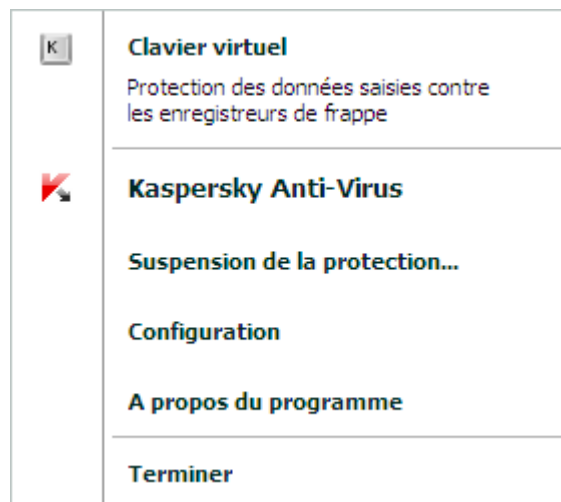 K
Clavier virtuel
Protection des données saisies contre
les enregistreurs de frappe
Kaspersky Anti-Virus
Suspension de la protection...
Configuration
A propos du programme
Terminer